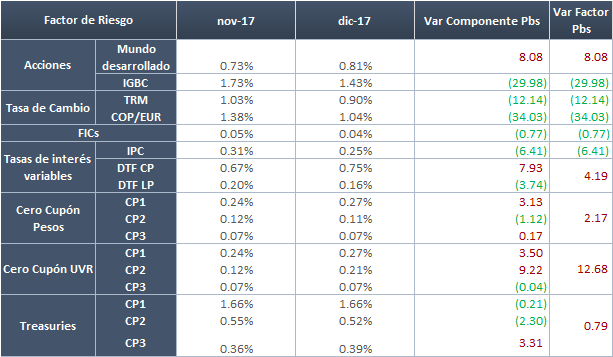 Factor de Riesgo nov-17 dic-17 Var Componente Pbs Var Factor Pbs
Acciones Mundo desarrollado 0.73% 0.81% 8.08 8.08
IGBC 1.73% 1.43% (29.98) (29.98)
Tasa de Cambio TRM 1.03% 0.90% (12.14) (12.14)
COP/EUR 1.38% 1.04% (34.03) (34.03)
FICs 0.05% 0.04% (0.77) (0.77)
Tasas de interés variables IPC 0.31% 0.25% (6.41) (6.41)
DTF CP 0.67% 0.75% 7.93 4.19
DTF LP 0.20% 0.16% (3.74)
Cero Cupón Pesos CP1 0.24% 0.27% 3.13 2.17
CP2 0.12% 0.11% (1.12)
CP3 0.07% 0.07% 0.17
Cero Cupón UVR CP1 0.24% 0.27% 3.50 12.68
CP2 0.12% 0.21% 9.22
CP3 0.07% 0.07% (0.04)
Treasuries CP1 1.66% 1.66% (0.21) 0.79
CP2 0.55% 0.52% (2.30)
CP3 0.36% 0.39% 3.31